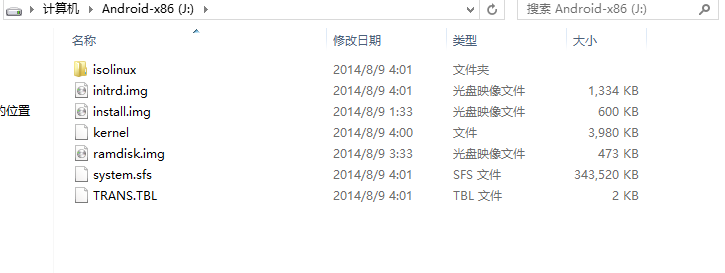 计算机 Android-x86 (J:) 搜索 Android-x86 (J:)
名称 修改日期 类型 大小
isolinux 2014/8/9 4:01 文件夹
initrd.img 2014/8/9 4:01 光盘映像文件 1,334 KB
的位置 install.img 2014/8/9 1:33 光盘映像文件 600 KB
kernel 2014/8/9 4:00 文件 3,980 KB
ramdisk.img 2014/8/9 3:33 光盘映像文件 473 KB
system.sfs 2014/8/9 4:01 SFS 文件 343,520 KB
TRANS.TBL 2014/8/9 4:01 TBL 文件 2 KB